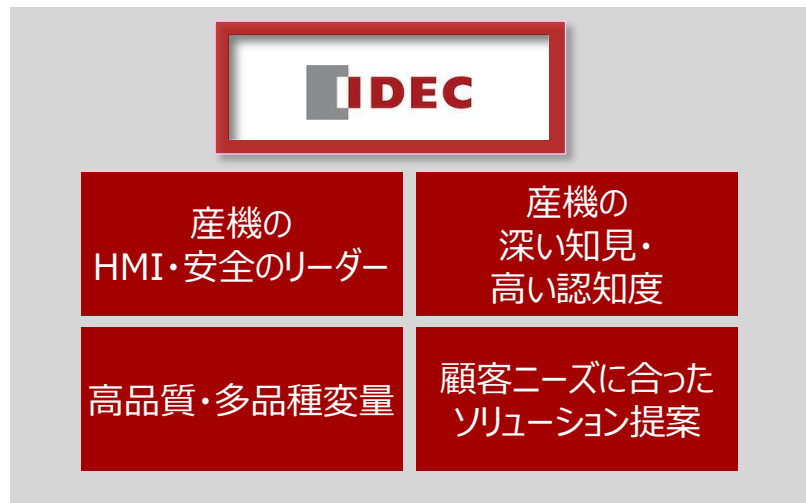 IDEC
産機の
HMI・安全のリーダー
産機の
深い知見・
高い認知度
高品質・多品種変量
顧客ニーズに合った
ソリューション提案